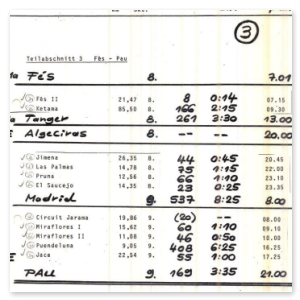 3
Teilabschnitt 3 Fès - Pau
Fés 8. 7.01
Fès II 21,47 8. 8 0:14 07.15
Ketama 85,50 8. 166 2:15 09.30
Tanger 8. 261 3:30 13.00
Algeciras 8. -- -- 20.00
Jimena 26,35 8. 44 0:45 20.45
Las Palmas 14,78 8. 75 1:15 22.00
Pruna 12,56 8. 66 1:10 23.10
El Saucejo 14,35 8. 23 0:25 23.35
Madrid 9. 537 8:25 8.00
Circuit Jarama 19,86 9. (20) -- 08.00
Miraflores I 15,62 9. 60 1:10 09.10
Miraflores II 11,08 9. 46 0:50 10.00
Puendeluna 9,05 9. 408 6:25 16.25
Jaca 22,54 9. 55 1:00 17.25
PAU 9. 169 3:35 21.00